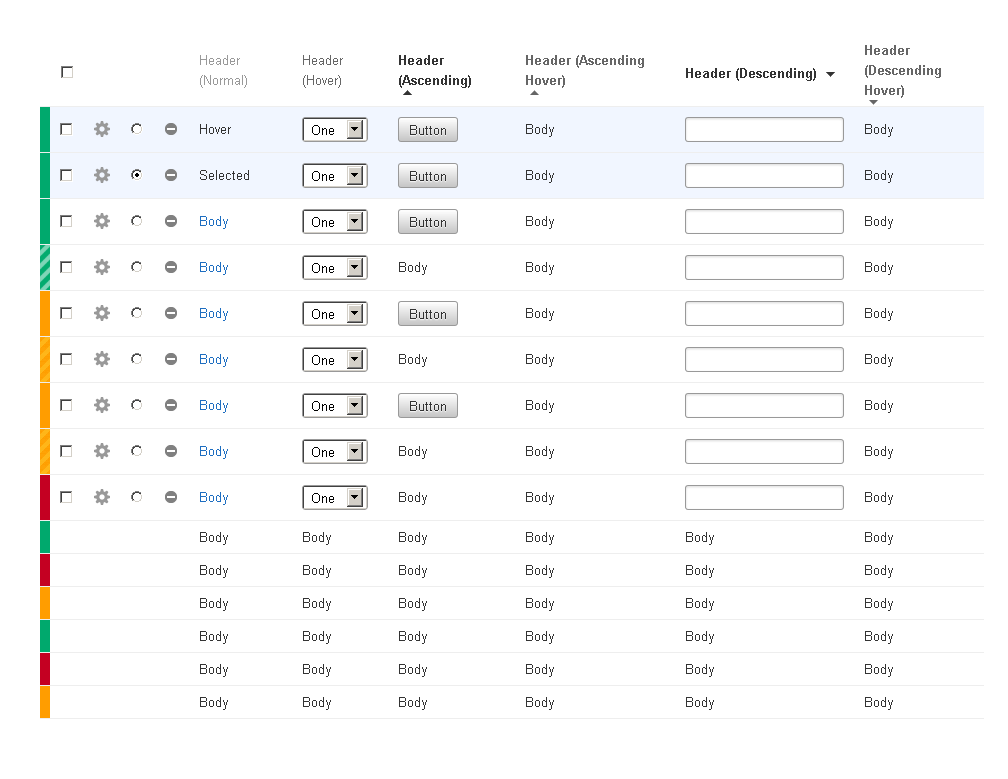 Header (Normal)
Header (Hover)
Header (Ascending)
Header (Ascending Hover)
Header (Descending)
Header (Descending Hover)
Hover One Button Body Body
Selected One Button Body Body
Body One Button Body Body
Body One Body Body Body
Body One Button Body Body
Body One Body Body Body
Body One Button Body Body
Body One Body Body Body
Body One Body Body Body
Body Body Body Body Body Body
Body Body Body Body Body Body
Body Body Body Body Body Body
Body Body Body Body Body Body
Body Body Body Body Body Body
Body Body Body Body Body Body